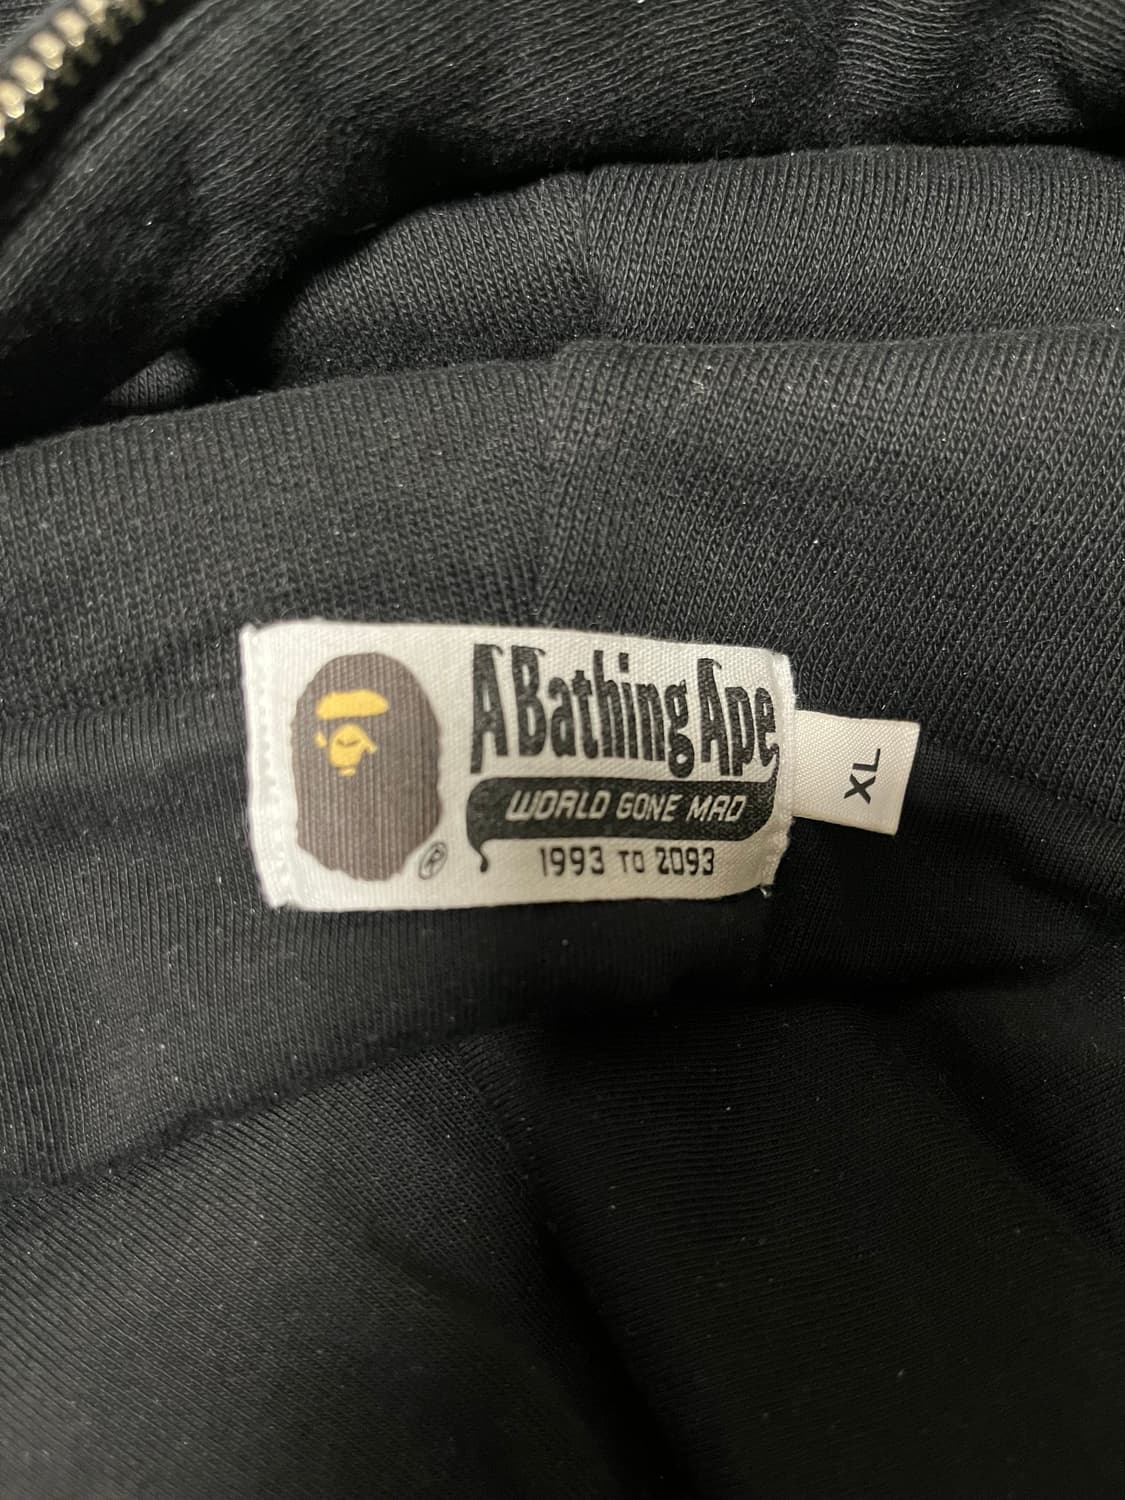 A Bathing Ape
WORLD GONE MAD
1993 TO 2093
®
XL